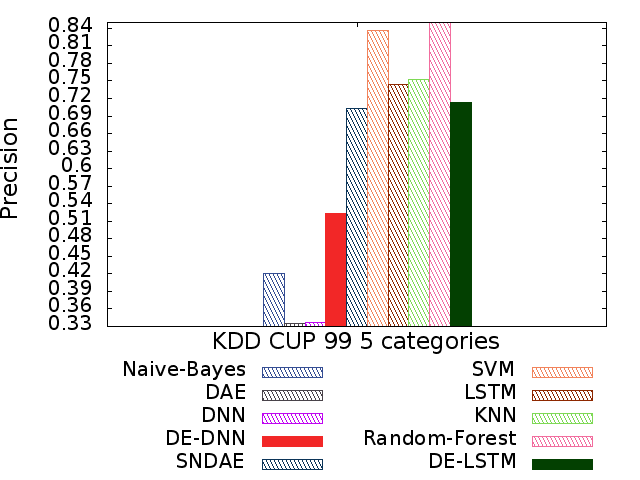 0.84
0.81
0.78
0.75
0.72
0.69
0.66
0.63
0.6
0.57
0.54
0.51
0.48
0.45
0.42
0.39
0.36
0.33
Precision
KDD CUP 99 5 categories
Naive-Bayes
DAE
DNN
DE-DNN
SNDAE
SVM
LSTM
KNN
Random-Forest
DE-LSTM